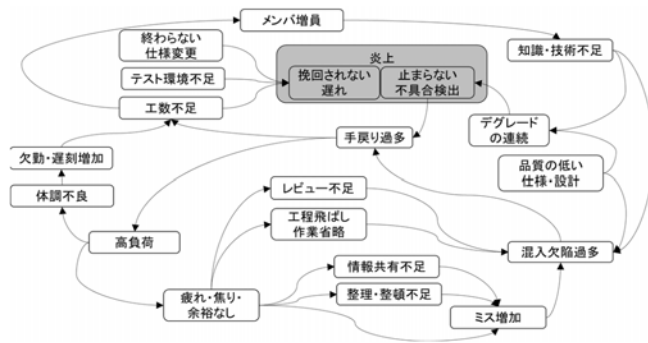 メンバ増員
終わらない
仕様変更
炎上
知識・技術不足
挽回されない
遅れ
止まらない
不具合検出
テスト環境不足
工数不足
デグレード
の連続
手戻り過多
欠勤・遅刻増加
品質の低い
仕様・設計
レビュー不足
体調不良
工程飛ばし
作業省略
高負荷
混入欠陥過多
情報共有不足
疲れ・焦り・
余裕なし
整理・整頓不足
ミス増加